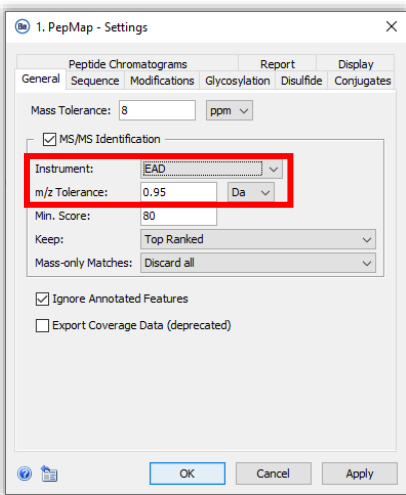 1. PepMap - Settings
Peptide Chromatograms Report Display
General Sequence Modifications Glycosylation Disulfide Conjugates
Mass Tolerance: 8 ppm
MS/MS Identification
Instrument: EAD
m/z Tolerance: 0.95 Da
Min. Score: 80
Keep: Top Ranked
Mass-only Matches: Discard all
Ignore Annotated Features
Export Coverage Data (deprecated)
OK Cancel Apply